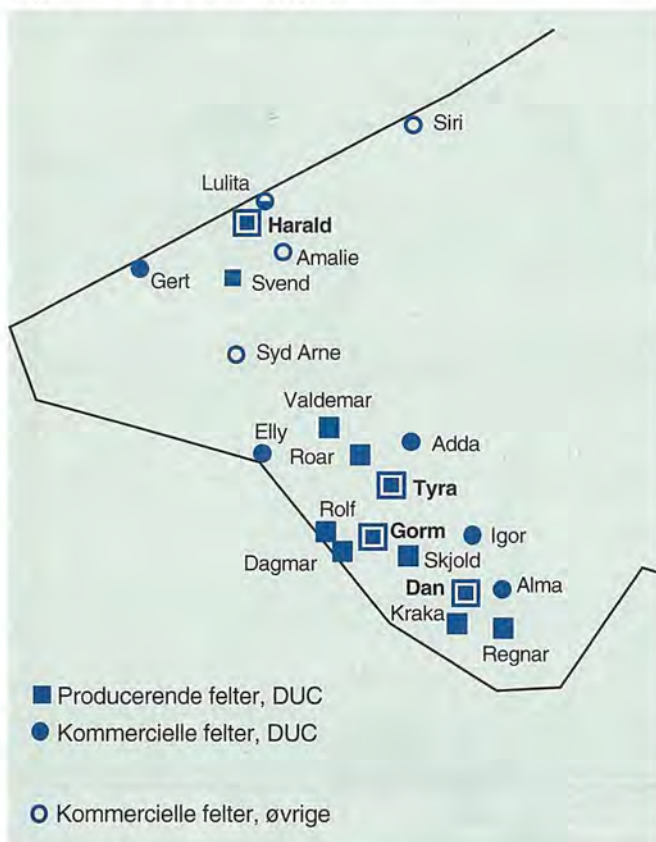 Siri
Lulita
Harald
Amalie
Gert
Svend
Syd Arne
Valdemar
Elly
Adda
Roar
Tyra
Rolf
Gorm
Igor
Dagmar
Skjold
Dan
Alma
Kraka
Regnar
Producerende felter, DUC
Kommercielle felter, DUC
Kommercielle felter, øvrige